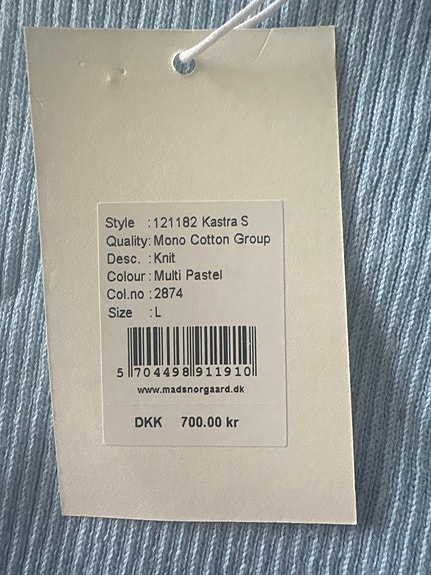 Style : 121182 Kastra S
Quality: Mono Cotton Group
Desc. : Knit
Colour : Multi Pastel
Col.no : 2874
Size : L
5 704498 911910
www.madsnorgaard.dk
DKK 700.00 kr